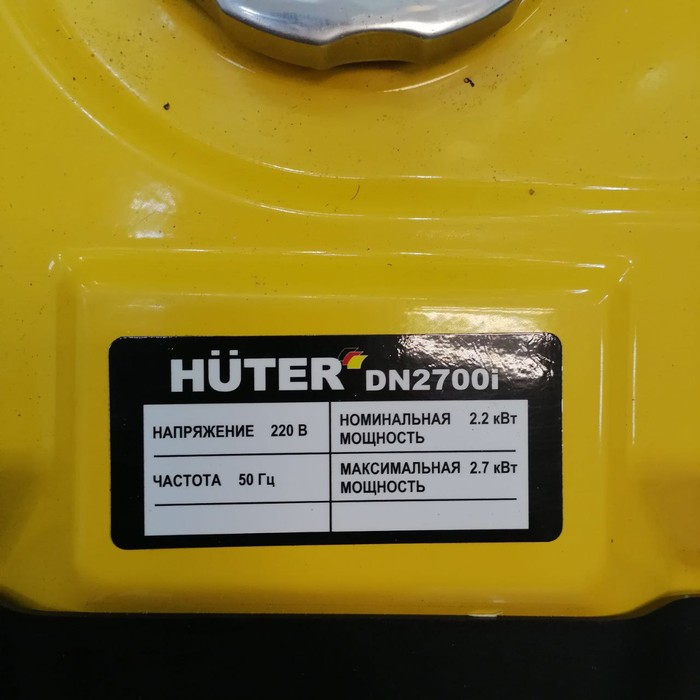 HÜTER DN2700i
НАПРЯЖЕНИЕ 220 В
НОМИНАЛЬНАЯ 2.2 кВт
МОЩНОСТЬ
ЧАСТОТА 50 Гц
МАКСИМАЛЬНАЯ 2.7 кВт
МОЩНОСТЬ